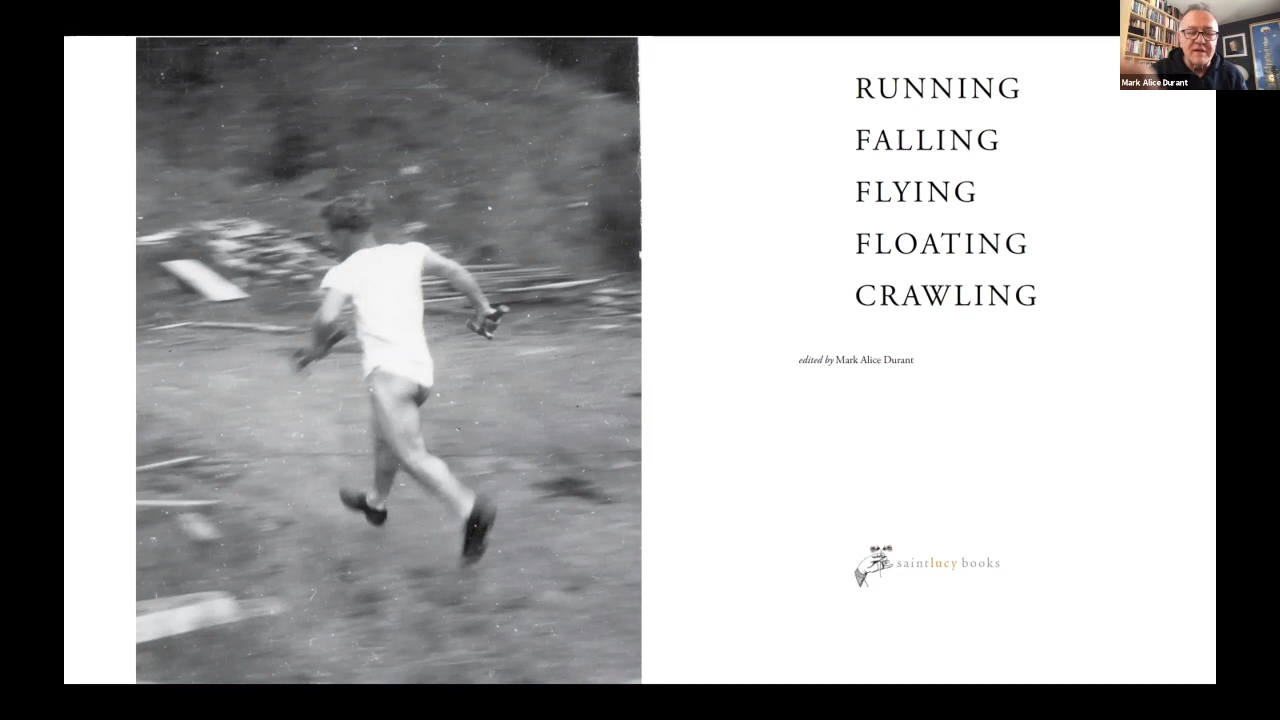 RUNNING
FALLING
FLYING
FLOATING
CRAWLING
edited by Mark Alice Durant
saintlucy books
Mark Alice Durant